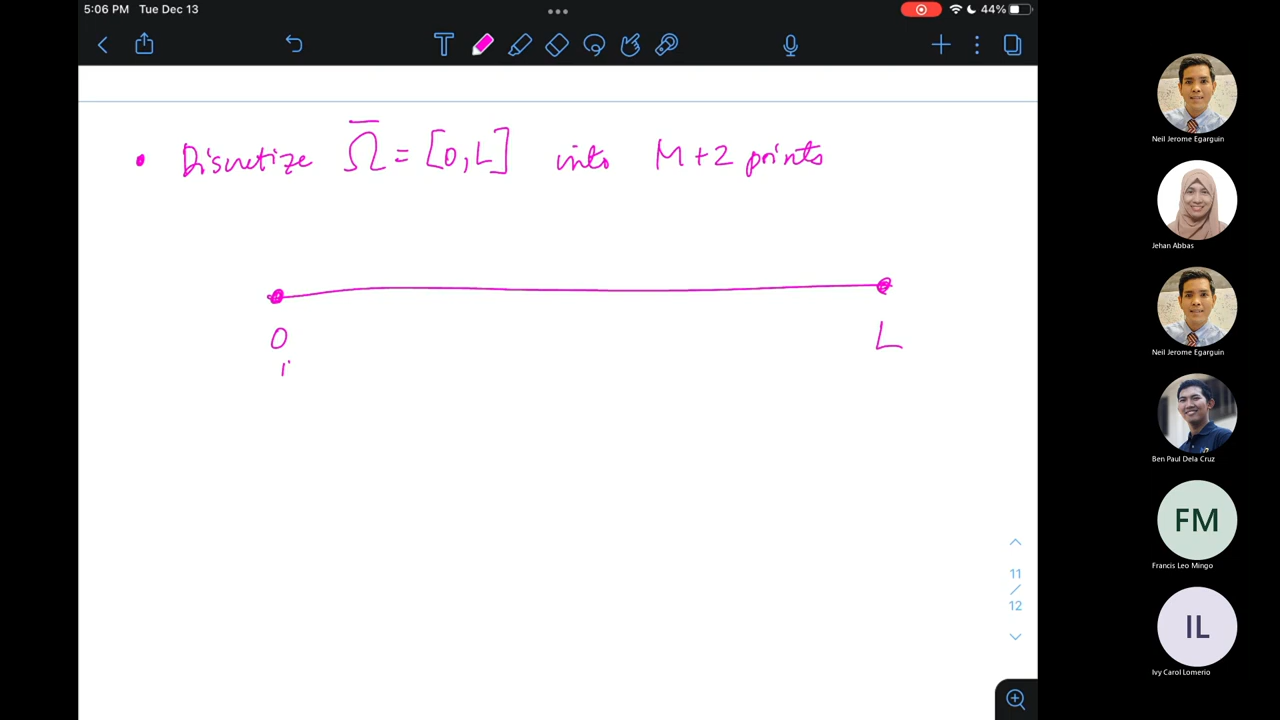 5:06 PM Tue Dec 13
44%
T
• Discretize Ω̅ = [0, L] into M+2 points
0
L
11
/
12
Neil Jerome Egarguin
Jehan Abbas
Neil Jerome Egarguin
Ben Paul Dela Cruz
FM
Francis Leo Mingo
IL
Ivy Carol Lomerio